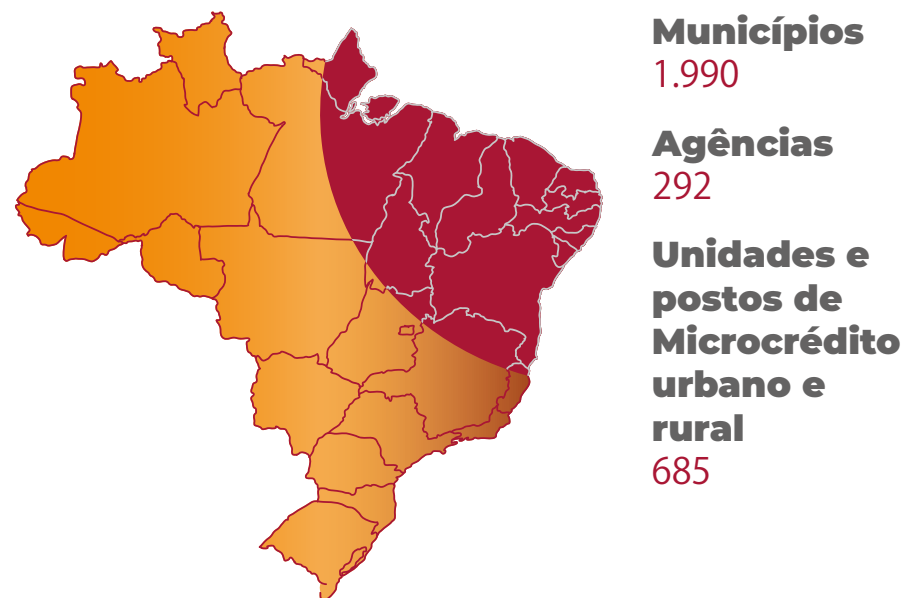 Municípios
1.990
Agências
292
Unidades e
postos de
Microcrédito
urbano e
rural
685